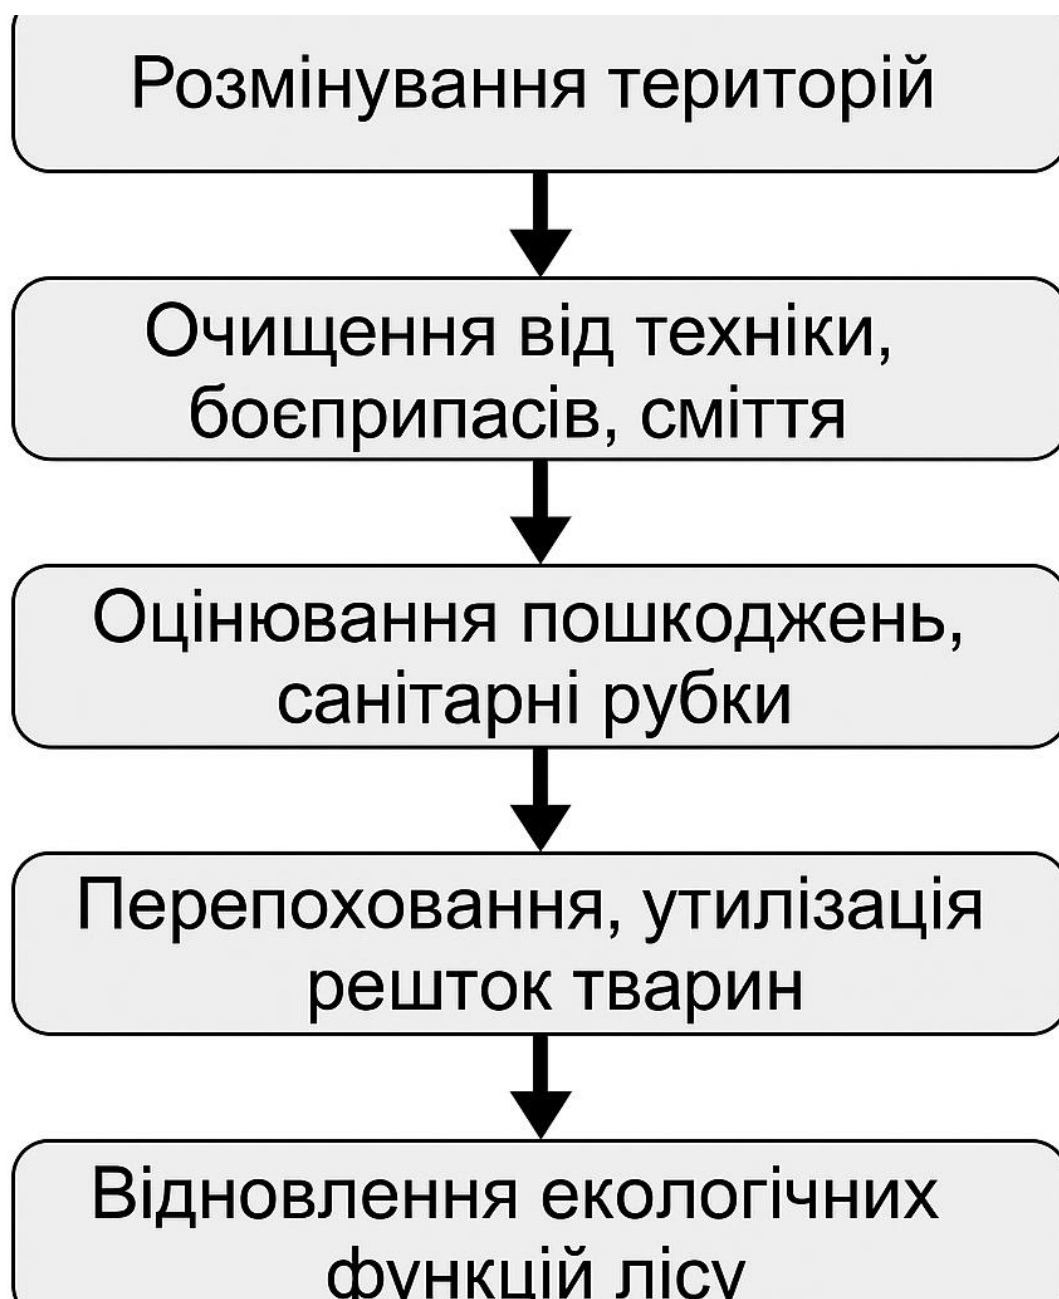 Розмінування територій
Очищення від техніки,
боєприпасів, сміття
Оцінювання пошкоджень,
санітарні рубки
Перепоховання, утилізація
решток тварин
Відновлення екологічних
функцій лісу